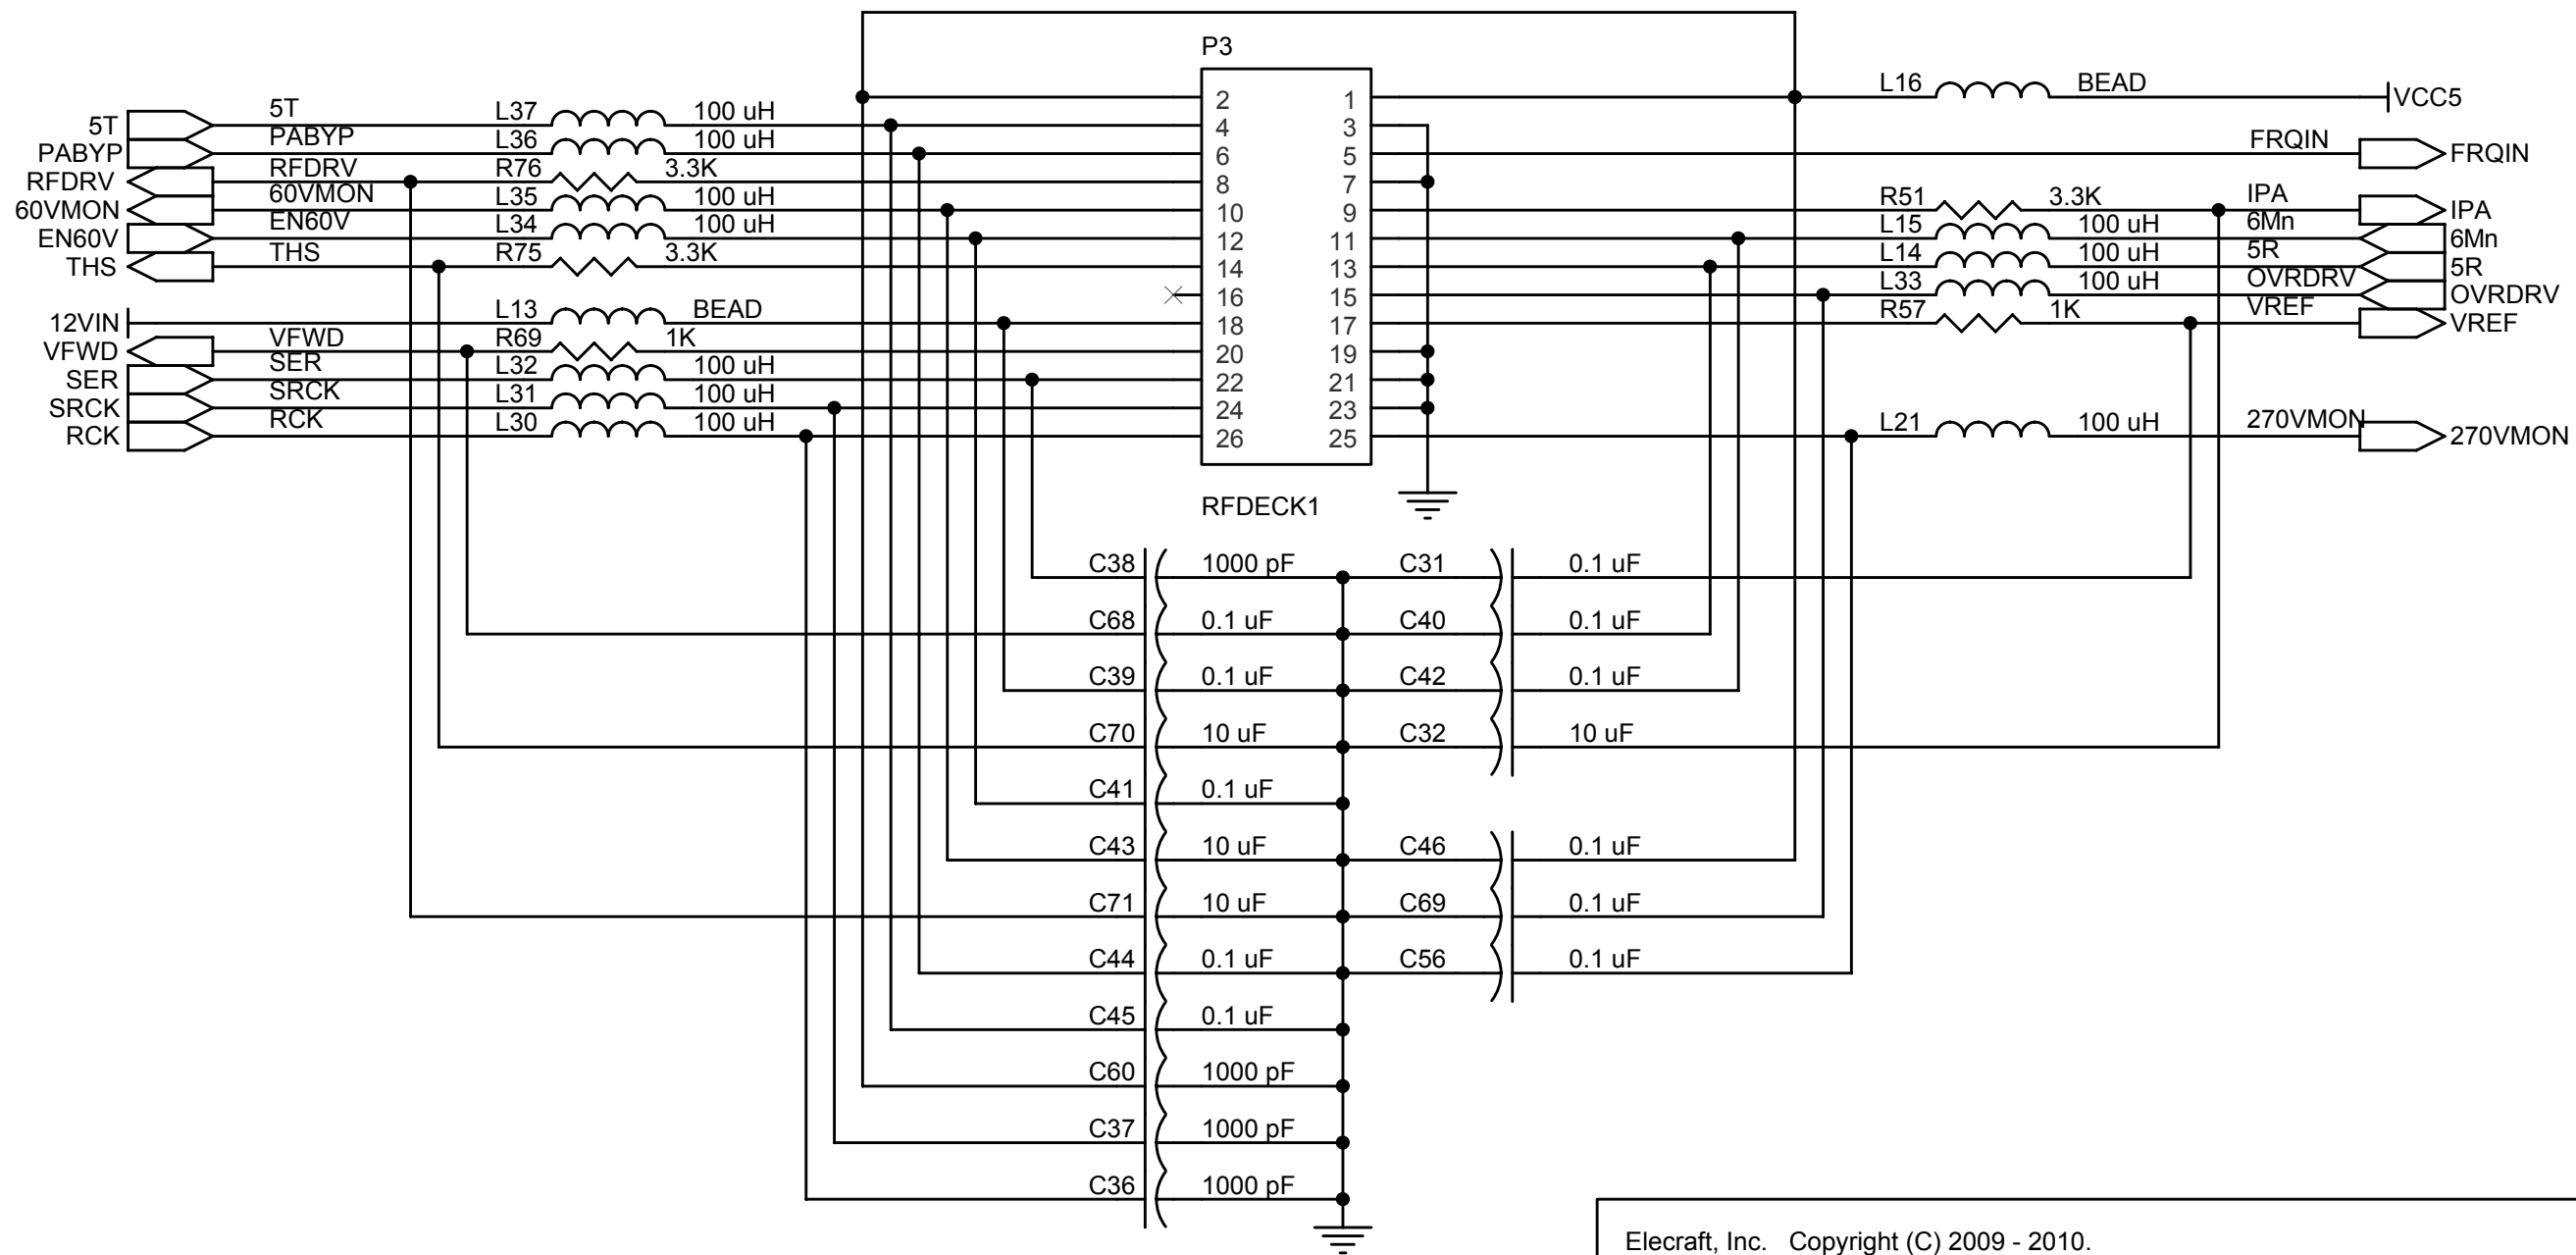 P3
2 1 L16 BEAD VCC5
5T 5T L37 100 uH 4 3
PABYP PABYP L36 100 uH 6 5 FRQIN FRQIN
RFDRV RFDRV R76 3.3K 8 7
60VMON 60VMON L35 100 uH 10 9 R51 3.3K IPA IPA
EN60V EN60V L34 100 uH 12 11 L15 100 uH 6Mn 6Mn
THS THS R75 3.3K 14 13 L14 100 uH 5R 5R
16 15 L33 100 uH OVRDRV OVRDRV
12VIN L13 BEAD 18 17 R57 1K VREF VREF
VFWD VFWD R69 1K 20 19
SER SER L32 100 uH 22 21
SRCK SRCK L31 100 uH 24 23
RCK RCK L30 100 uH 26 25 L21 100 uH 270VMON 270VMON
RFDECK1
C38 1000 pF C31 0.1 uF
C68 0.1 uF C40 0.1 uF
C39 0.1 uF C42 0.1 uF
C70 10 uF C32 10 uF
C41 0.1 uF
C43 10 uF C46 0.1 uF
C71 10 uF C69 0.1 uF
C44 0.1 uF C56 0.1 uF
C45 0.1 uF
C60 1000 pF
C37 1000 pF
C36 1000 pF
Elecraft, Inc. Copyright (C) 2009 - 2010.